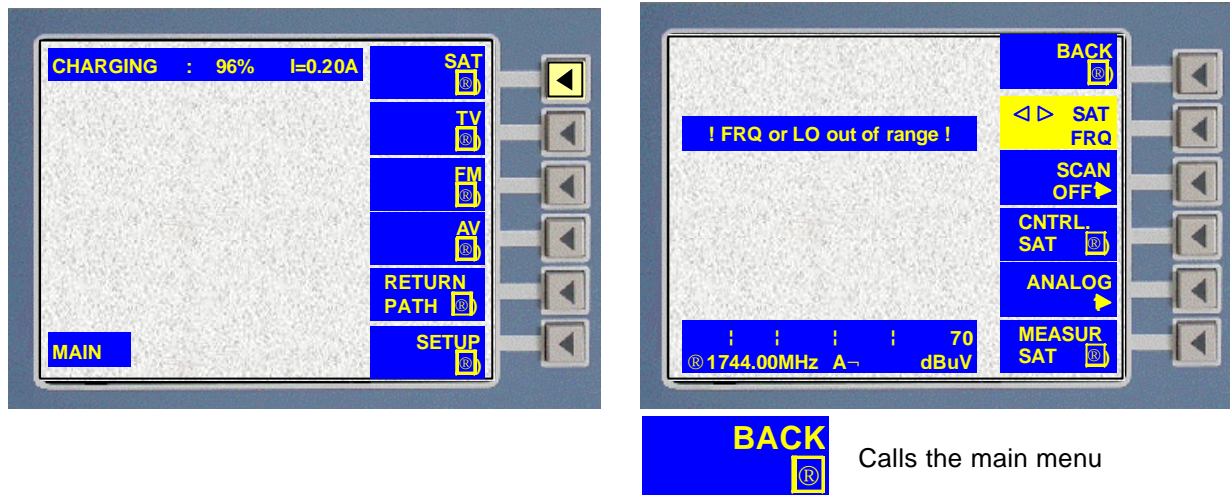 CHARGING : 96% I=0.20A
SAT
®
TV
®
FM
®
AV
®
RETURN
PATH ®
SETUP
®
MAIN
BACK
®
! FRQ or LO out of range !
◁ ▷ SAT
FRQ
SCAN
OFF
CNTRL.
SAT ®
ANALOG
MEASUR
SAT ®
¦ ¦ ¦ ¦ 70
®1744.00MHz A¬ dBuV
BACK
®
Calls the main menu